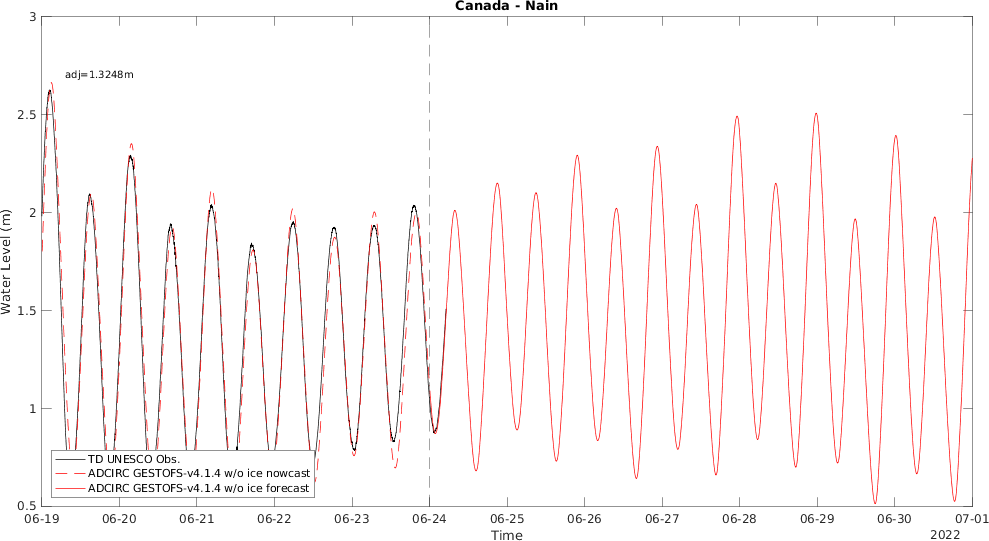 Canada - Nain
adj=1.3248m
Water Level (m)
3
2.5
2
1.5
1
0.5
TD UNESCO Obs.
ADCIRC GESTOFS-v4.1.4 w/o ice nowcast
ADCIRC GESTOFS-v4.1.4 w/o ice forecast
06-19 06-20 06-21 06-22 06-23 06-24 06-25 06-26 06-27 06-28 06-29 06-30 07-01
Time
2022